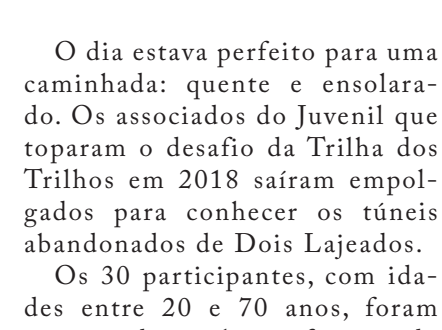 O dia estava perfeito para uma
caminhada: quente e ensolara-
do. Os associados do Juvenil que
toparam o desafio da Trilha dos
Trilhos em 2018 saíram empol-
gados para conhecer os túneis
abandonados de Dois Lajeados.
Os 30 participantes, com ida-
des entre 20 e 70 anos, foram